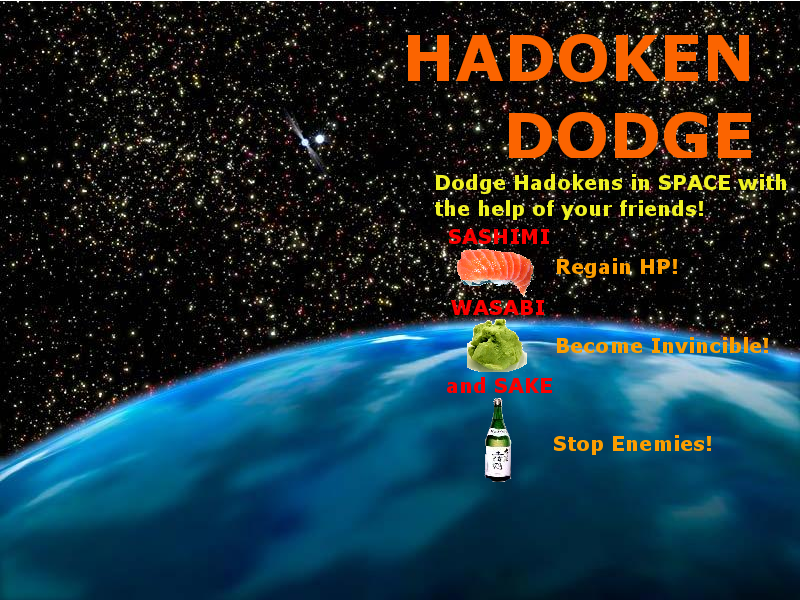 HADOKEN
DODGE
Dodge Hadokens in SPACE with
the help of your friends!
SASHIMI
Regain HP!
WASABI
Become Invincible!
and SAKE
Stop Enemies!